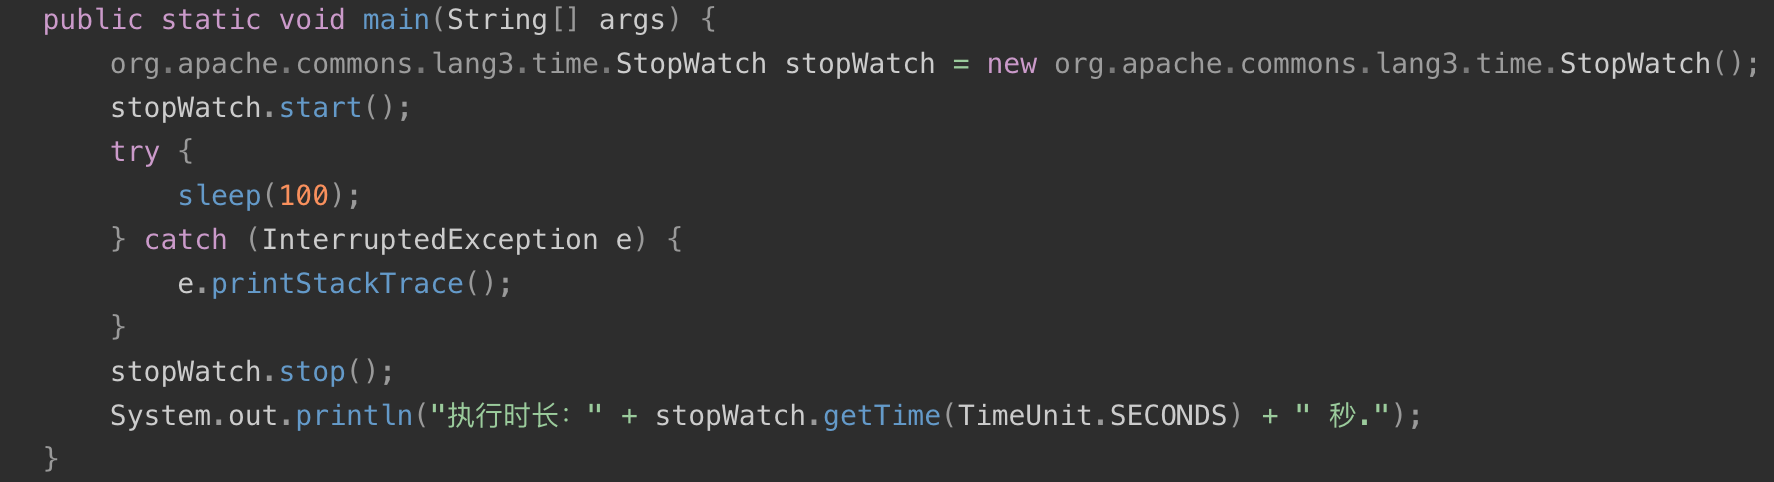 public static void main(String[] args) {
    org.apache.commons.lang3.time.StopWatch stopWatch = new org.apache.commons.lang3.time.StopWatch();
    stopWatch.start();
    try {
        sleep(100);
    } catch (InterruptedException e) {
        e.printStackTrace();
    }
    stopWatch.stop();
    System.out.println("执行时长：" + stopWatch.getTime(TimeUnit.SECONDS) + " 秒.");
}